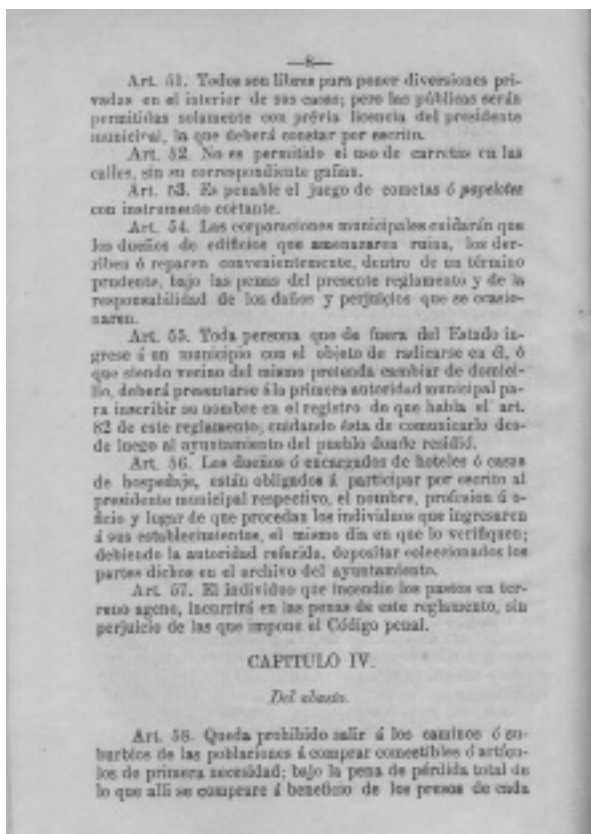 —8—
Art. 51. Todos son libres para poner diversiones pri-
vadas en el interior de sus casas; pero las públicas serán
permitidas solamente con prévia licencia del presidente
municipal, la que deberá constar por escrito.
Art. 52. No es permitido el uso de carretas en las
calles, sin su correspondiente gañan.
Art. 53. Es penable el juego de cometas ó papelotes
con instrumento cortante.
Art. 54. Las corporaciones municipales cuidarán que
los dueños de edificios que amenazaren ruina, los der-
riben ó reparen convenientemente, dentro de un término
prudente, bajo las penas del presente reglamento y de la
responsabilidad de los daños y perjuicios que se ocasio-
naren.
Art. 55. Toda persona que de fuera del Estado in-
grese á un municipio con el objeto de radicarse en él, ó
que siendo vecino del mismo pretenda cambiar de domici-
lio, deberá presentarse á la primera autoridad municipal pa-
ra inscribir su nombre en el registro de que habla el art.
82 de este reglamento, cuidando ésta de comunicarlo des-
de luego al ayuntamiento del pueblo donde residió.
Art. 56. Los dueños ó encargados de hoteles ó casas
de hospedaje, están obligados á participar por escrito al
presidente municipal respectivo, el nombre, profesion ú o-
ficio y lugar de que procedan los individuos que ingresaren
á sus establecimientos, el mismo dia en que lo verifiquen;
debiendo la autoridad referida, depositar coleccionados los
partes dichos en el archivo del ayuntamiento.
Art. 57. El individuo que incendie los pastos en ter-
reno ageno, incurrirá en las penas de este reglamento, sin
perjuicio de las que impone el Código penal.
CAPITULO IV.
Del abasto.
Art. 58. Queda prohibido salir á los caminos ó su-
burbios de las poblaciones á comprar comestibles ó artícu-
los de primera necesidad; bajo la pena de pérdida total de
lo que allí se comprare á beneficio de los presos de cada